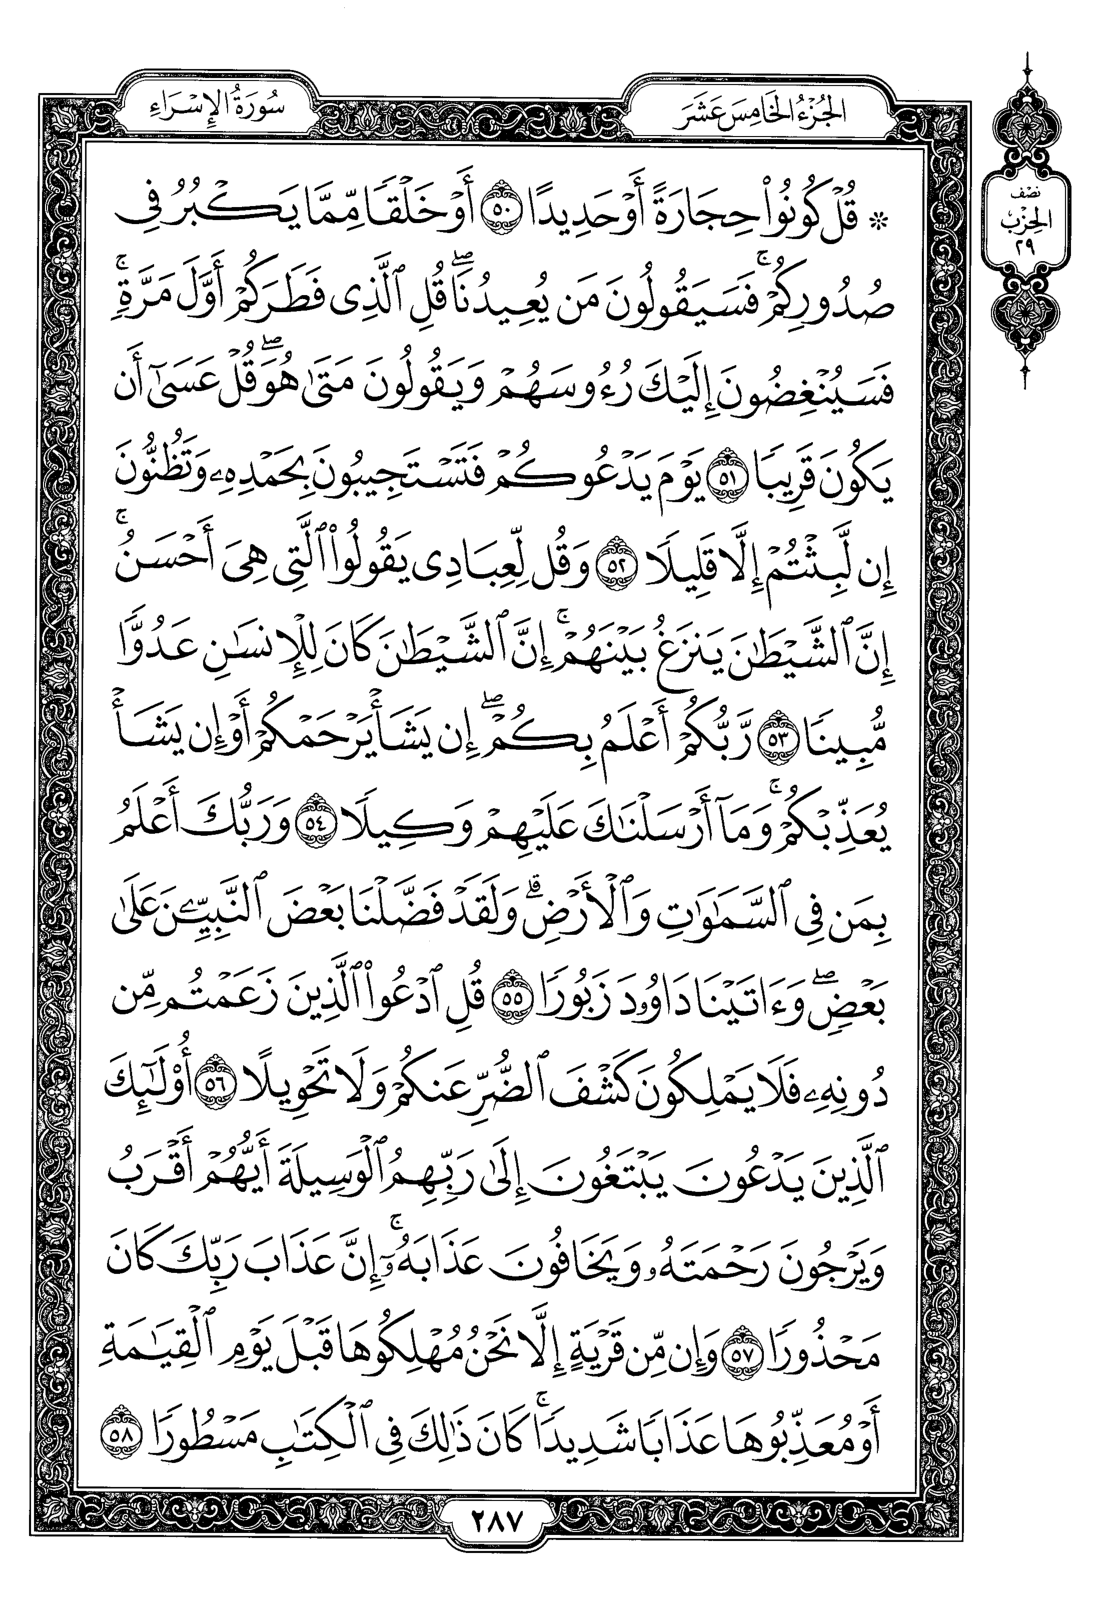 سُورَةُ الإِسْرَاءِ
الجُزْءُ الخَامِسَ عَشَرَ
نصْف
الحِزْب
٢٩
۞ قُلْ كُونُوا۟ حِجَارَةً أَوْ حَدِيدًا ٥٠ أَوْ خَلْقًا مِّمَّا يَكْبُرُ فِى
صُدُورِكُمْ ۚ فَسَيَقُولُونَ مَن يُعِيدُنَا ۖ قُلِ ٱلَّذِى فَطَرَكُمْ أَوَّلَ مَرَّةٍ ۚ
فَسَيُنْغِضُونَ إِلَيْكَ رُءُوسَهُمْ وَيَقُولُونَ مَتَىٰ هُوَ ۖ قُلْ عَسَىٰٓ أَن
يَكُونَ قَرِيبًا ٥١ يَوْمَ يَدْعُوكُمْ فَتَسْتَجِيبُونَ بِحَمْدِهِۦ وَتَظُنُّونَ
إِن لَّبِثْتُمْ إِلَّا قَلِيلًا ٥٢ وَقُل لِّعِبَادِى يَقُولُوا۟ ٱلَّتِى هِىَ أَحْسَنُ ۚ
إِنَّ ٱلشَّيْطَـٰنَ يَنزَغُ بَيْنَهُمْ ۚ إِنَّ ٱلشَّيْطَـٰنَ كَانَ لِلْإِنسَـٰنِ عَدُوًّا
مُّبِينًا ٥٣ رَّبُّكُمْ أَعْلَمُ بِكُمْ ۖ إِن يَشَأْ يَرْحَمْكُمْ أَوْ إِن يَشَأْ
يُعَذِّبْكُمْ ۚ وَمَآ أَرْسَلْنَـٰكَ عَلَيْهِمْ وَكِيلًا ٥٤ وَرَبُّكَ أَعْلَمُ
بِمَن فِى ٱلسَّمَـٰوَٰتِ وَٱلْأَرْضِ ۗ وَلَقَدْ فَضَّلْنَا بَعْضَ ٱلنَّبِيِّـۧنَ عَلَىٰ
بَعْضٍ ۖ وَءَاتَيْنَا دَاوُۥدَ زَبُورًا ٥٥ قُلِ ٱدْعُوا۟ ٱلَّذِينَ زَعَمْتُم مِّن
دُونِهِۦ فَلَا يَمْلِكُونَ كَشْفَ ٱلضُّرِّ عَنكُمْ وَلَا تَحْوِيلًا ٥٦ أُو۟لَـٰٓئِكَ
ٱلَّذِينَ يَدْعُونَ يَبْتَغُونَ إِلَىٰ رَبِّهِمُ ٱلْوَسِيلَةَ أَيُّهُمْ أَقْرَبُ
وَيَرْجُونَ رَحْمَتَهُۥ وَيَخَافُونَ عَذَابَهُۥٓ ۚ إِنَّ عَذَابَ رَبِّكَ كَانَ
مَحْذُورًا ٥٧ وَإِن مِّن قَرْيَةٍ إِلَّا نَحْنُ مُهْلِكُوهَا قَبْلَ يَوْمِ ٱلْقِيَـٰمَةِ
أَوْ مُعَذِّبُوهَا عَذَابًا شَدِيدًا ۚ كَانَ ذَٰلِكَ فِى ٱلْكِتَـٰبِ مَسْطُورًا ٥٨
٢٨٧